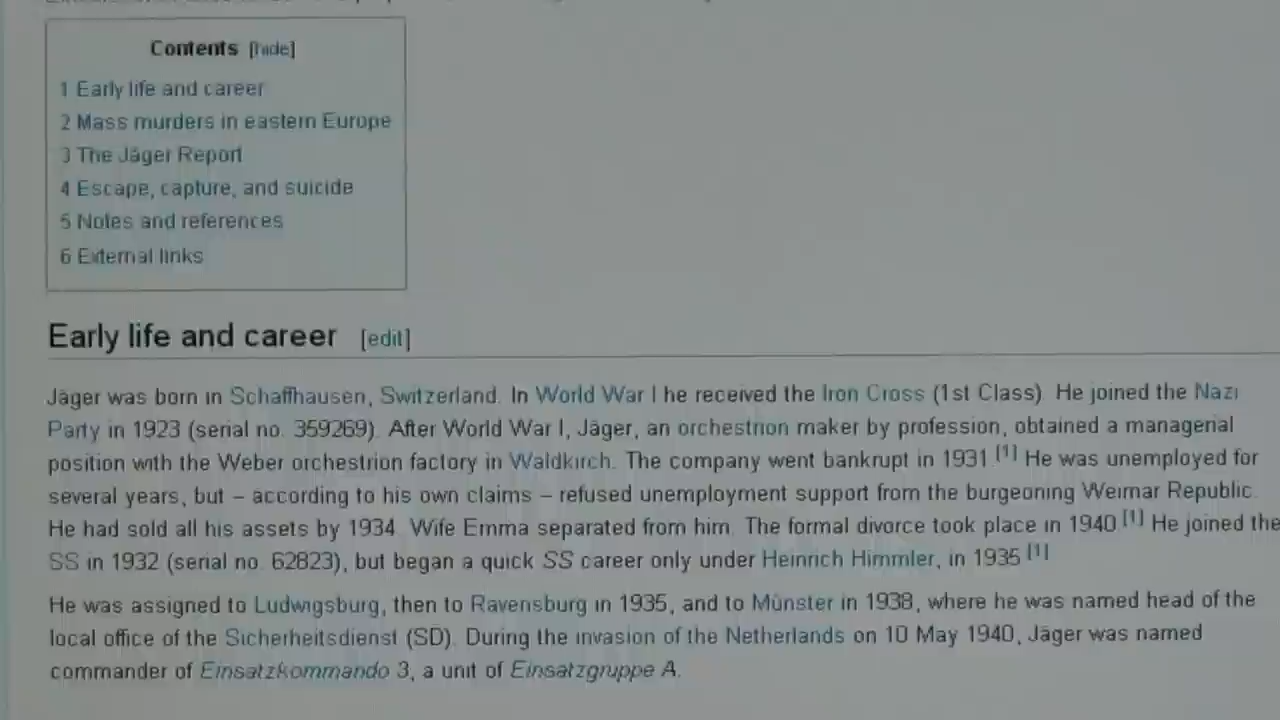 Contents [hide]
1 Early life and career
2 Mass murders in eastern Europe
3 The Jäger Report
4 Escape, capture, and suicide
5 Notes and references
6 External links
Early life and career [edit]
Jäger was born in Schaffhausen, Switzerland. In World War I he received the Iron Cross (1st Class). He joined the Nazi
Party in 1923 (serial no. 359269). After World War I, Jäger, an orchestrion maker by profession, obtained a managerial
position with the Weber orchestrion factory in Waldkirch. The company went bankrupt in 1931.[1] He was unemployed for
several years, but – according to his own claims – refused unemployment support from the burgeoning Weimar Republic.
He had sold all his assets by 1934. Wife Emma separated from him. The formal divorce took place in 1940.[1] He joined the
SS in 1932 (serial no. 62823), but began a quick SS career only under Heinrich Himmler, in 1935.[1]
He was assigned to Ludwigsburg, then to Ravensburg in 1935, and to Münster in 1938, where he was named head of the
local office of the Sicherheitsdienst (SD). During the invasion of the Netherlands on 10 May 1940, Jäger was named
commander of Einsatzkommando 3, a unit of Einsatzgruppe A.